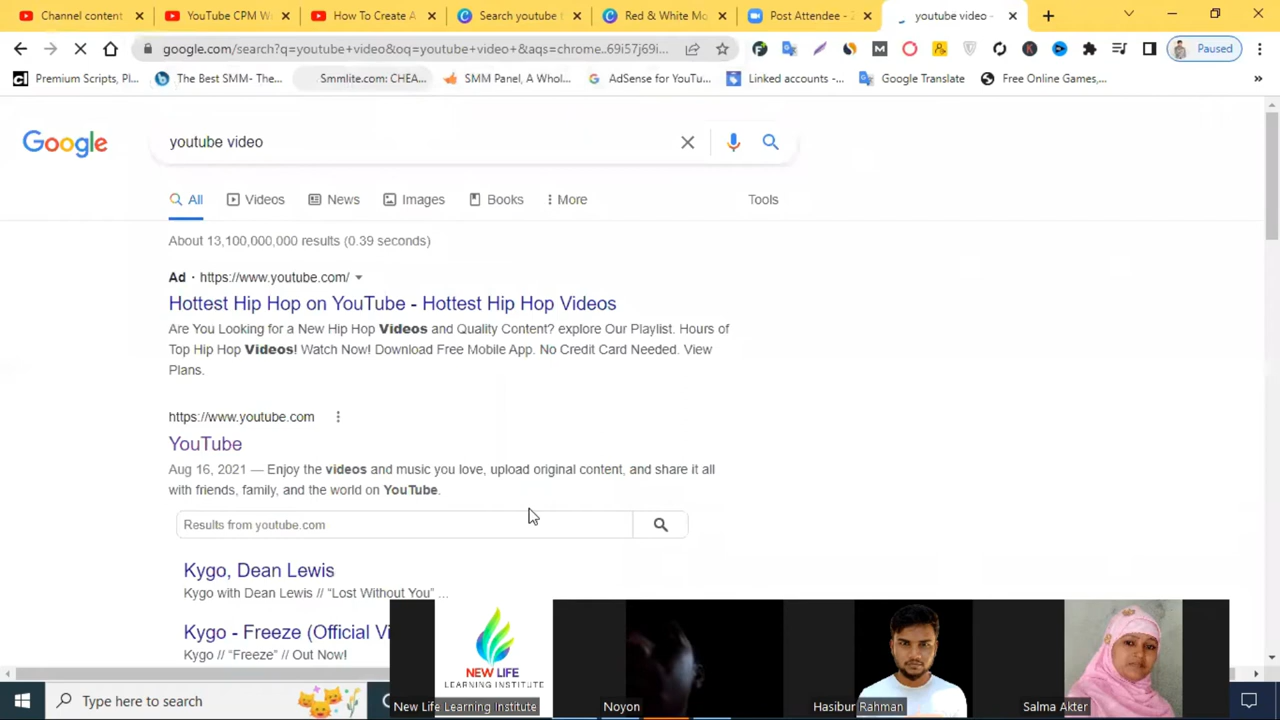 Channel content
YouTube CPM W
How To Create A
Search youtube t
Red & White Mo
Post Attendee - Z
youtube video -
google.com/search?q=youtube+video&oq=youtube+video+&aqs=chrome..69i57j69i...
Paused
Premium Scripts, Pl...
The Best SMM- The...
Smmlite.com: CHEA...
SMM Panel, A Whol...
AdSense for YouTu...
Linked accounts -...
Google Translate
Free Online Games,...
Google
youtube video
All
Videos
News
Images
Books
More
Tools
About 13,100,000,000 results (0.39 seconds)
Ad · https://www.youtube.com/
Hottest Hip Hop on YouTube - Hottest Hip Hop Videos
Are You Looking for a New Hip Hop Videos and Quality Content? explore Our Playlist. Hours of
Top Hip Hop Videos! Watch Now! Download Free Mobile App. No Credit Card Needed. View
Plans.
https://www.youtube.com
YouTube
Aug 16, 2021 — Enjoy the videos and music you love, upload original content, and share it all
with friends, family, and the world on YouTube.
Results from youtube.com
Kygo, Dean Lewis
Kygo with Dean Lewis // “Lost Without You” ...
Kygo - Freeze (Official Vi
Kygo // “Freeze” // Out Now!
NEW LIFE
LEARNING INSTITUTE
New Life Learning Institute
Noyon
Hasibur Rahman
Salma Akter
Type here to search